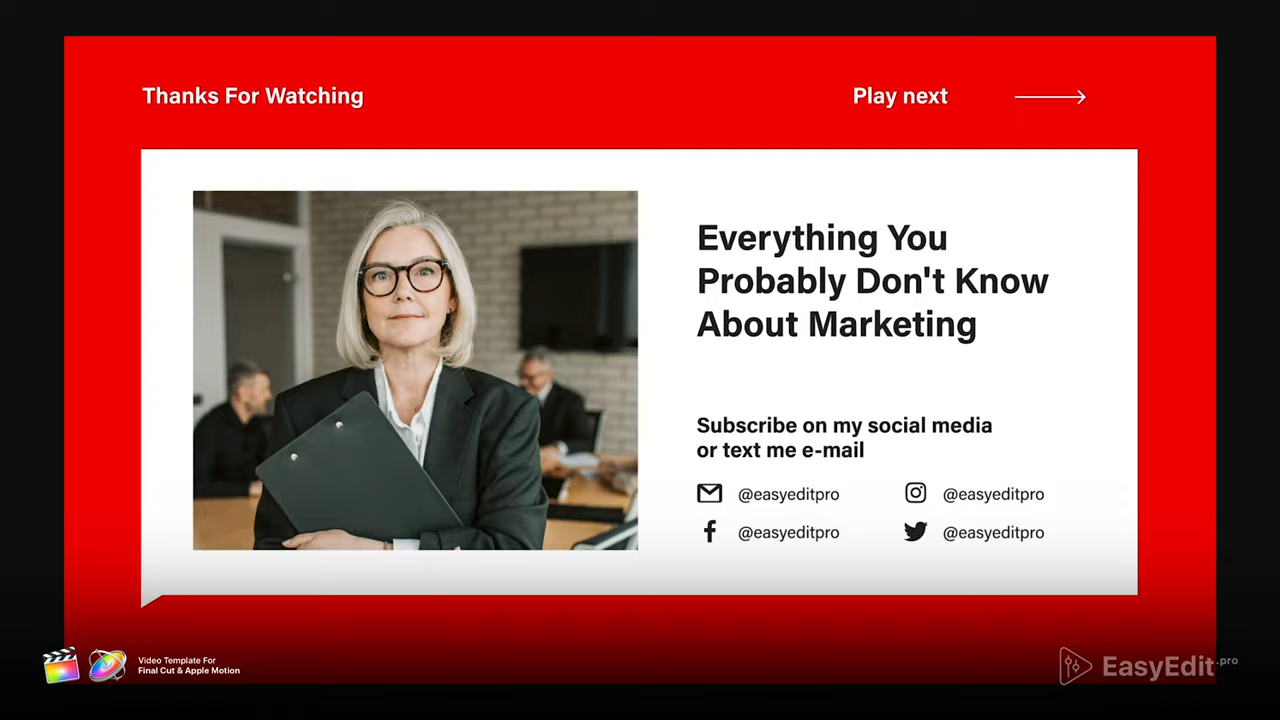 Thanks For Watching
Play next
Everything You
Probably Don't Know
About Marketing
Subscribe on my social media
or text me e-mail
@easyeditpro
@easyeditpro
@easyeditpro
@easyeditpro
Video Template For
Final Cut & Apple Motion
EasyEdit.pro